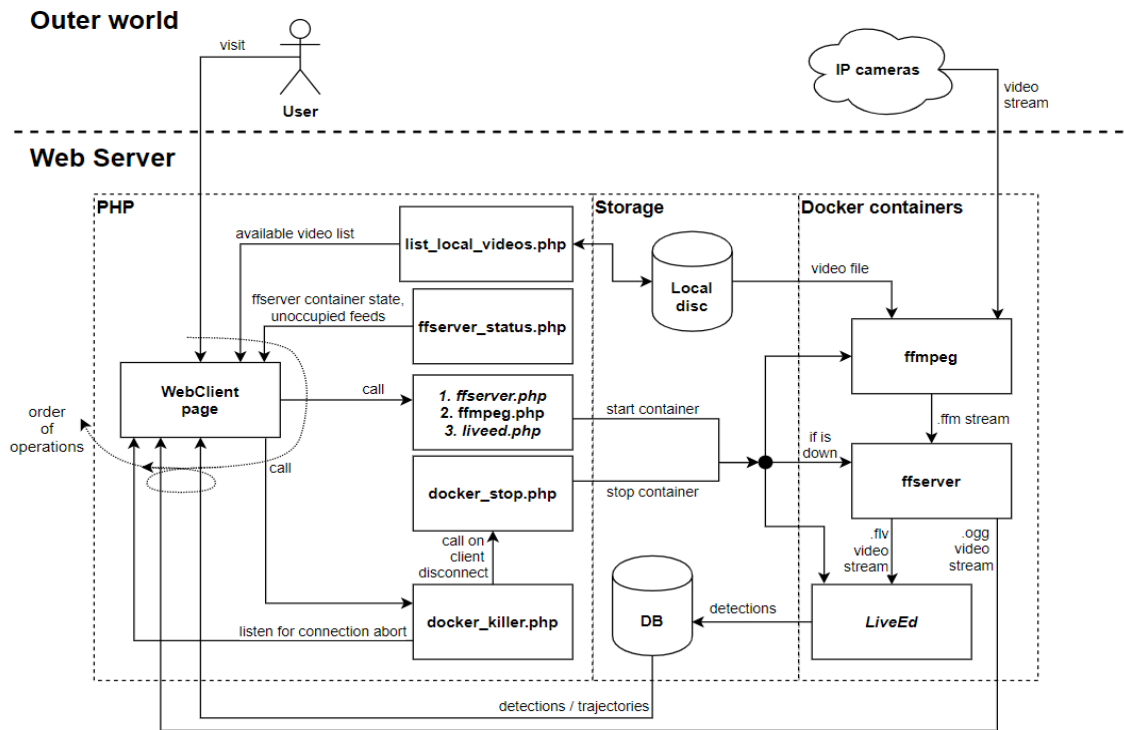 Outer world
visit
User
IP cameras
video
stream
Web Server
PHP
Storage
Docker containers
available video list
list_local_videos.php
Local
disc
video file
ffserver container state,
unoccupied feeds
ffserver_status.php
ffmpeg
WebClient
page
call
1. ffserver.php
2. ffmpeg.php
3. liveed.php
start container
.ffm stream
order
of
operations
if is
down
call
docker_stop.php
stop container
ffserver
call on
client
disconnect
.flv
video
stream
.ogg
video
stream
docker_killer.php
listen for connection abort
DB
detections
LiveEd
detections / trajectories